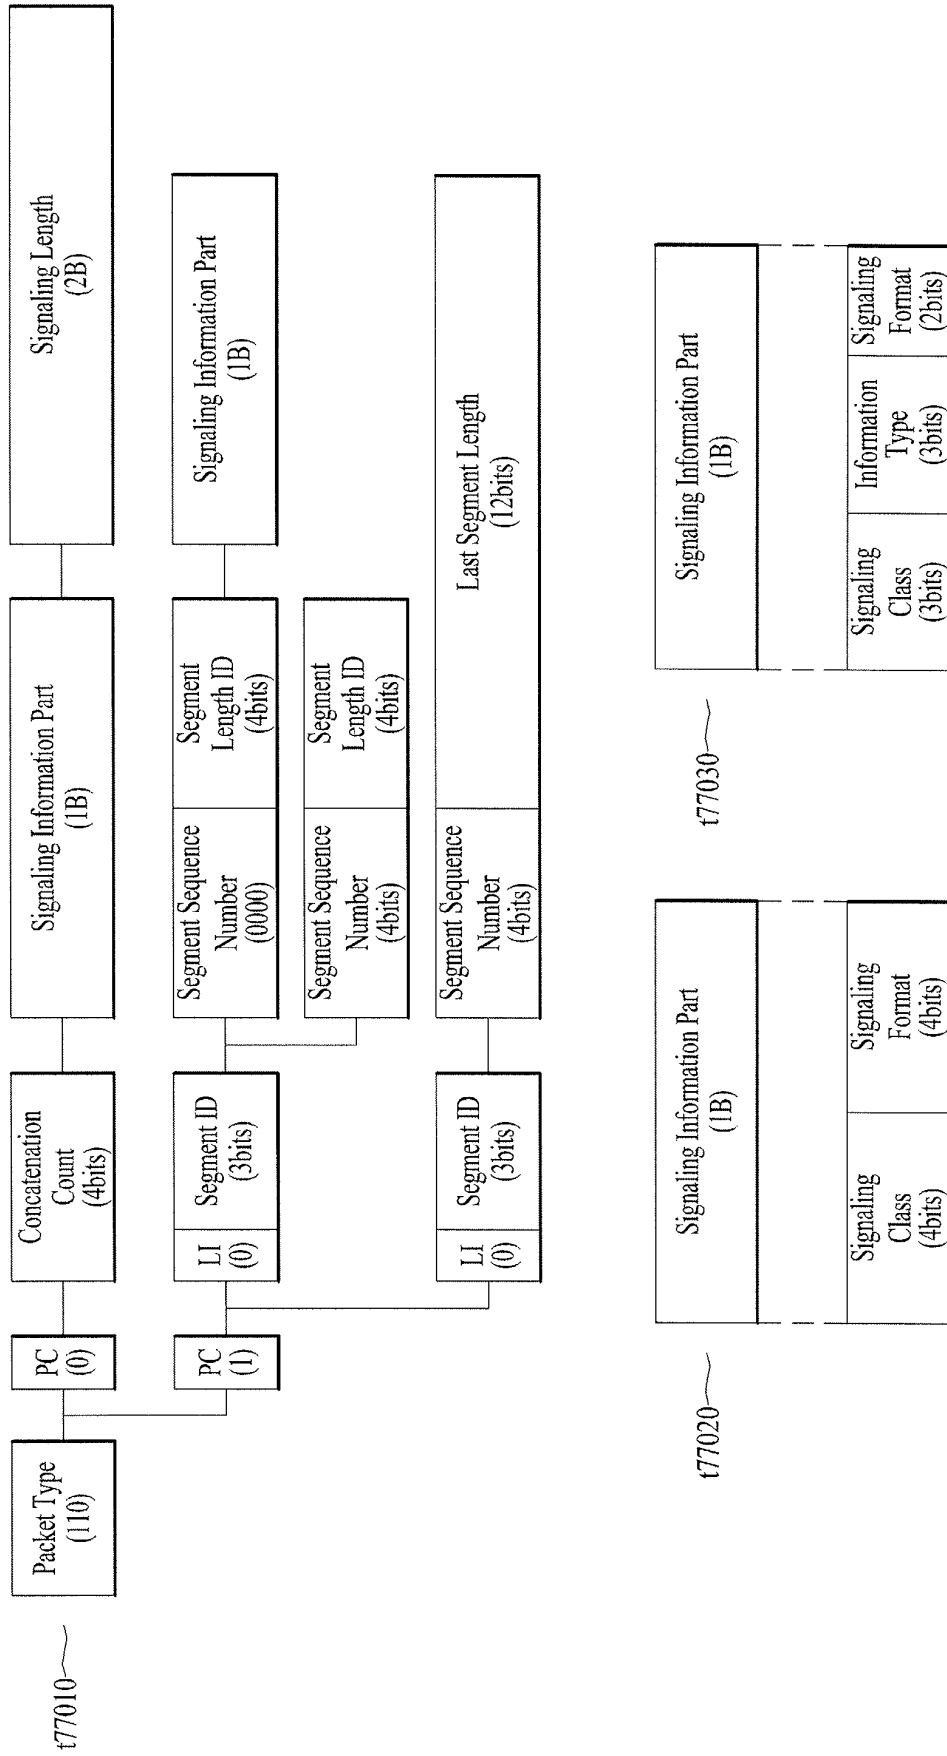 t77010
Packet Type
(110)
PC
(0)
Concatenation
Count
(4bits)
Signaling Information Part
(1B)
Signaling Length
(2B)
PC
(1)
LI
(0)
Segment ID
(3bits)
Segment Sequence
Number
(0000)
Segment
Length ID
(4bits)
Signaling Information Part
(1B)
Segment Sequence
Number
(4bits)
Segment
Length ID
(4bits)
LI
(0)
Segment ID
(3bits)
Segment Sequence
Number
(4bits)
Last Segment Length
(12bits)
t77020
Signaling Information Part
(1B)
Signaling
Class
(4bits)
Signaling
Format
(4bits)
t77030
Signaling Information Part
(1B)
Signaling
Class
(3bits)
Information
Type
(3bits)
Signaling
Format
(2bits)